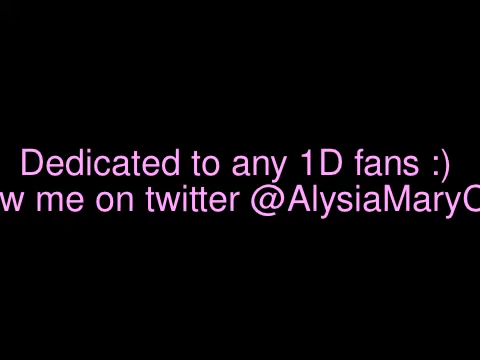 Dedicated to any 1D fans :)
w me on twitter @AlysiaMaryC